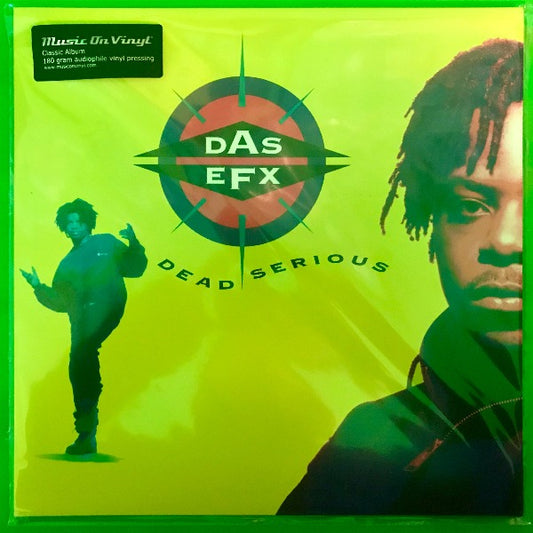 Music On Vinyl
Classic Album
180 gram audiophile vinyl pressing
www.musiconvinyl.com
DAS
EFX
DEAD SERIOUS